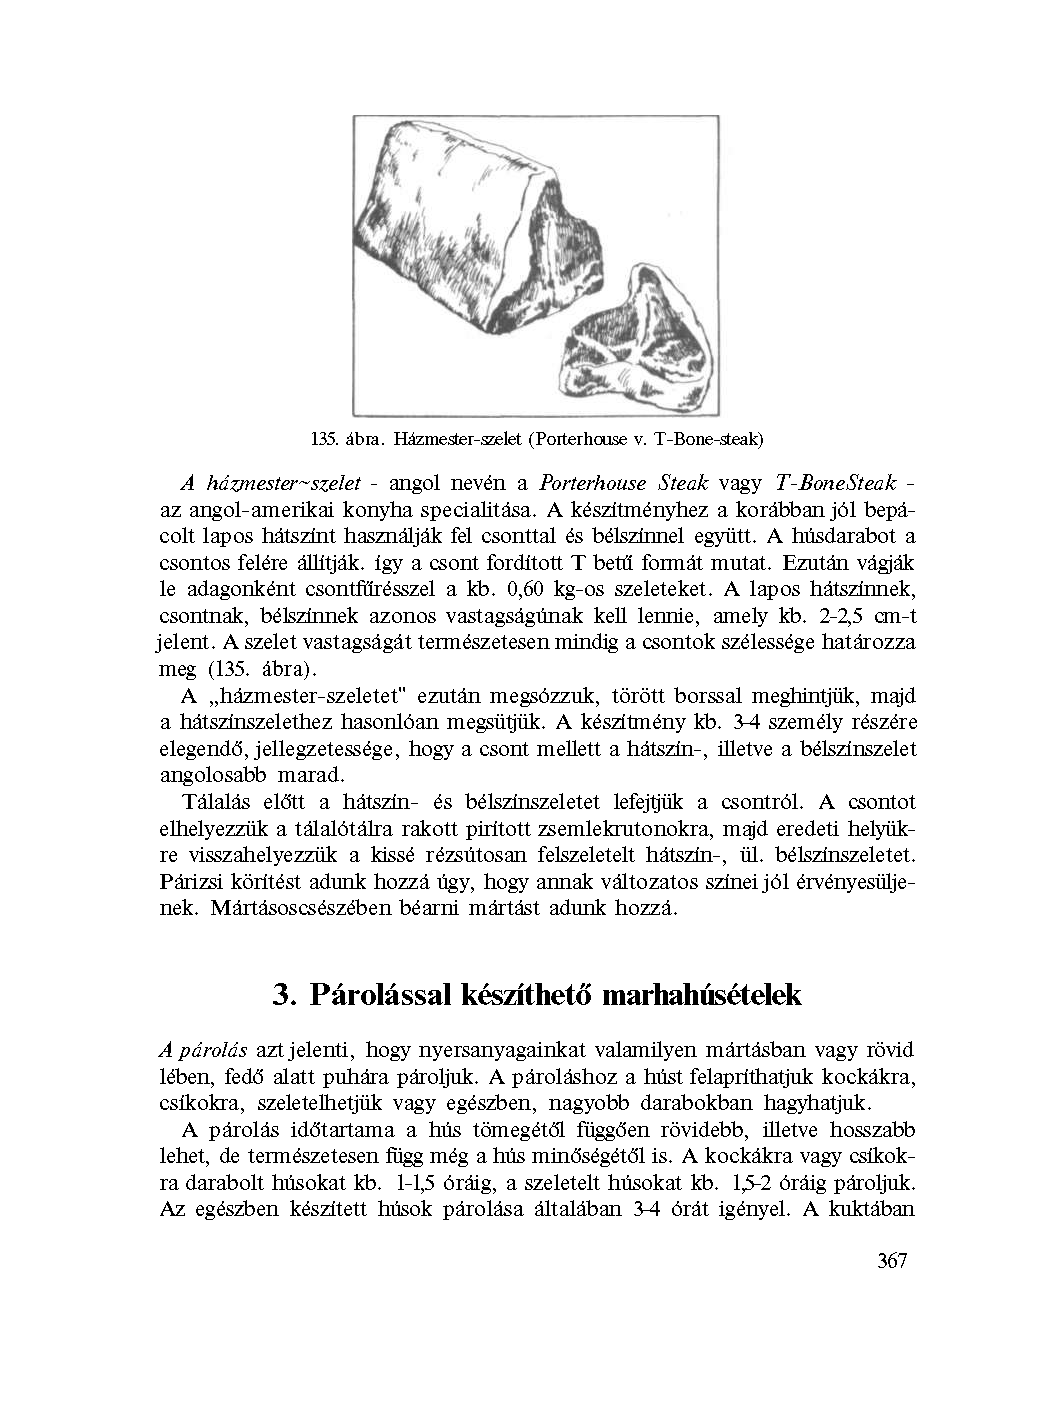 135. ábra. Házmester-szelet (Porterhouse v. T-Bone-steak)
A házmester~szelet - angol nevén a Porterhouse Steak vagy T-BoneSteak -
az angol-amerikai konyha specialitása. A készítményhez a korábban jól bepá-
colt lapos hátszínt használják fel csonttal és bélszínnel együtt. A húsdarabot a
csontos felére állítják. így a csont fordított T betű formát mutat. Ezután vágják
le adagonként csontfűrésszel a kb. 0,60 kg-os szeleteket. A lapos hátszínnek,
csontnak, bélszínnek azonos vastagságúnak kell lennie, amely kb. 2-2,5 cm-t
jelent. A szelet vastagságát természetesen mindig a csontok szélessége határozza
meg (135. ábra).
A „házmester-szeletet" ezután megsózzuk, törött borssal meghintjük, majd
a hátszínszelethez hasonlóan megsütjük. A készítmény kb. 3-4 személy részére
elegendő, jellegzetessége, hogy a csont mellett a hátszín-, illetve a bélszínszelet
angolosabb marad.
Tálalás előtt a hátszín- és bélszínszeletet lefejtjük a csontról. A csontot
elhelyezzük a tálalótálra rakott pirított zsemlekrutonokra, majd eredeti helyük-
re visszahelyezzük a kissé rézsútosan felszeletelt hátszín-, ül. bélszínszeletet.
Párizsi körítést adunk hozzá úgy, hogy annak változatos színei jól érvényesülje-
nek. Mártásoscsészében béarni mártást adunk hozzá.
3. Párolással készíthető marhahúsételek
A párolás azt jelenti, hogy nyersanyagainkat valamilyen mártásban vagy rövid
lében, fedő alatt puhára pároljuk. A pároláshoz a húst felapríthatjuk kockákra,
csíkokra, szeletelhetjük vagy egészben, nagyobb darabokban hagyhatjuk.
A párolás időtartama a hús tömegétől függően rövidebb, illetve hosszabb
lehet, de természetesen függ még a hús minőségétől is. A kockákra vagy csíkok-
ra darabolt húsokat kb. 1-1,5 óráig, a szeletelt húsokat kb. 1,5-2 óráig pároljuk.
Az egészben készített húsok párolása általában 3-4 órát igényel. A kuktában
367